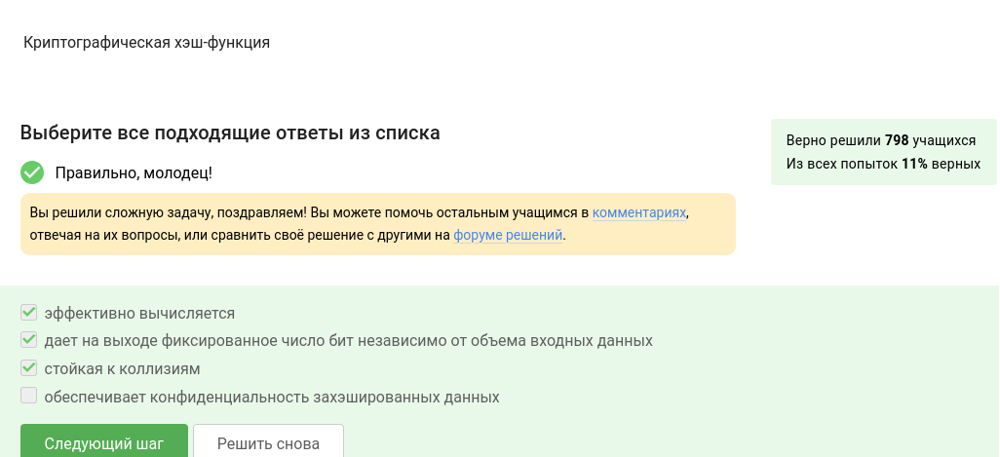 Криптографическая хэш-функция
Выберите все подходящие ответы из списка
Верно решили 798 учащихся
Из всех попыток 11% верных
Правильно, молодец!
Вы решили сложную задачу, поздравляем! Вы можете помочь остальным учащимся в комментариях,
отвечая на их вопросы, или сравнить своё решение с другими на форуме решений.
эффективно вычисляется
дает на выходе фиксированное число бит независимо от объема входных данных
стойкая к коллизиям
обеспечивает конфиденциальность захэшированных данных
Следующий шаг
Решить снова